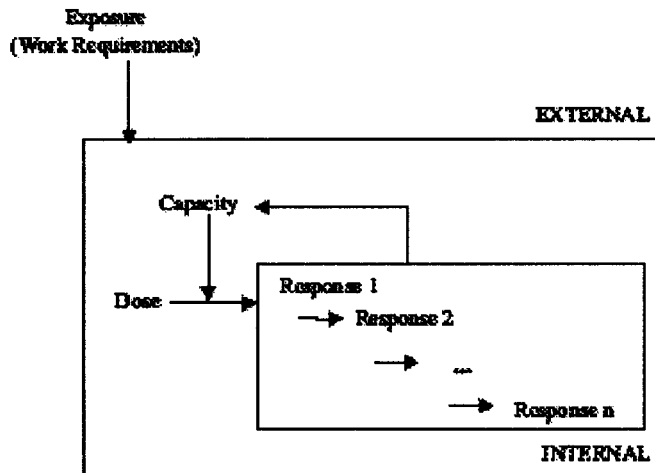 Exposure
(Work Requirements)
EXTERNAL
Capacity
Dose
Response 1
Response 2
...
Response n
INTERNAL